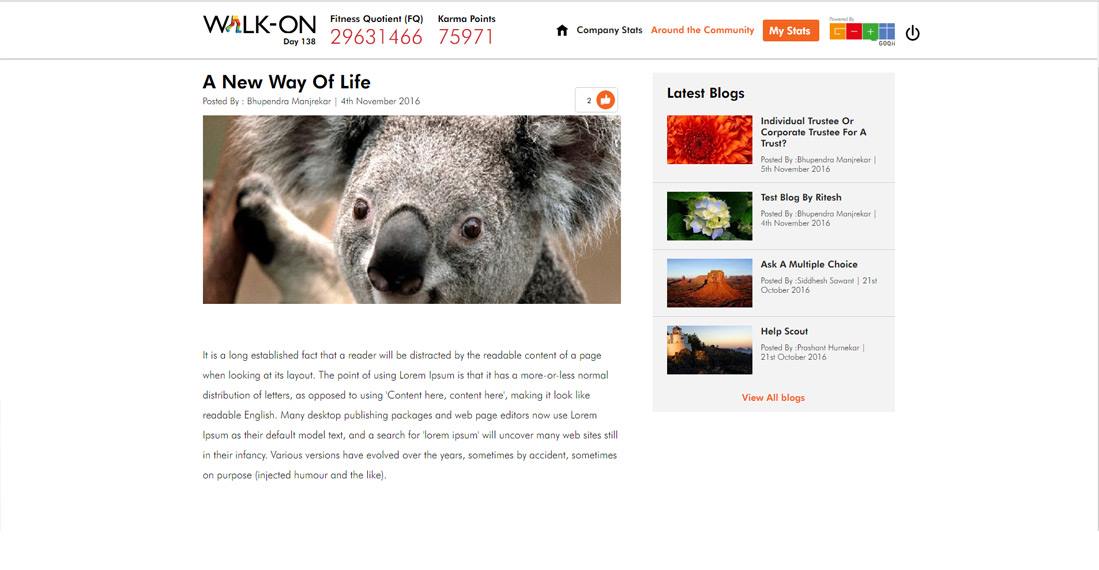 WALK-ON
Day 138
Fitness Quotient (FQ)
29631466
Karma Points
75971
Company Stats
Around the Community
My Stats
Powered By
GOQii
A New Way Of Life
Posted By : Bhupendra Manjrekar | 4th November 2016
2
It is a long established fact that a reader will be distracted by the readable content of a page
when looking at its layout. The point of using Lorem Ipsum is that it has a more-or-less normal
distribution of letters, as opposed to using 'Content here, content here', making it look like
readable English. Many desktop publishing packages and web page editors now use Lorem
Ipsum as their default model text, and a search for 'lorem ipsum' will uncover many web sites still
in their infancy. Various versions have evolved over the years, sometimes by accident, sometimes
on purpose (injected humour and the like).
Latest Blogs
Individual Trustee Or
Corporate Trustee For A
Trust?
Posted By :Bhupendra Manjrekar |
5th November 2016
Test Blog By Ritesh
Posted By :Bhupendra Manjrekar |
4th November 2016
Ask A Multiple Choice
Posted By :Siddhesh Sawant | 21st
October 2016
Help Scout
Posted By :Prashant Hurnekar |
21st October 2016
View All blogs